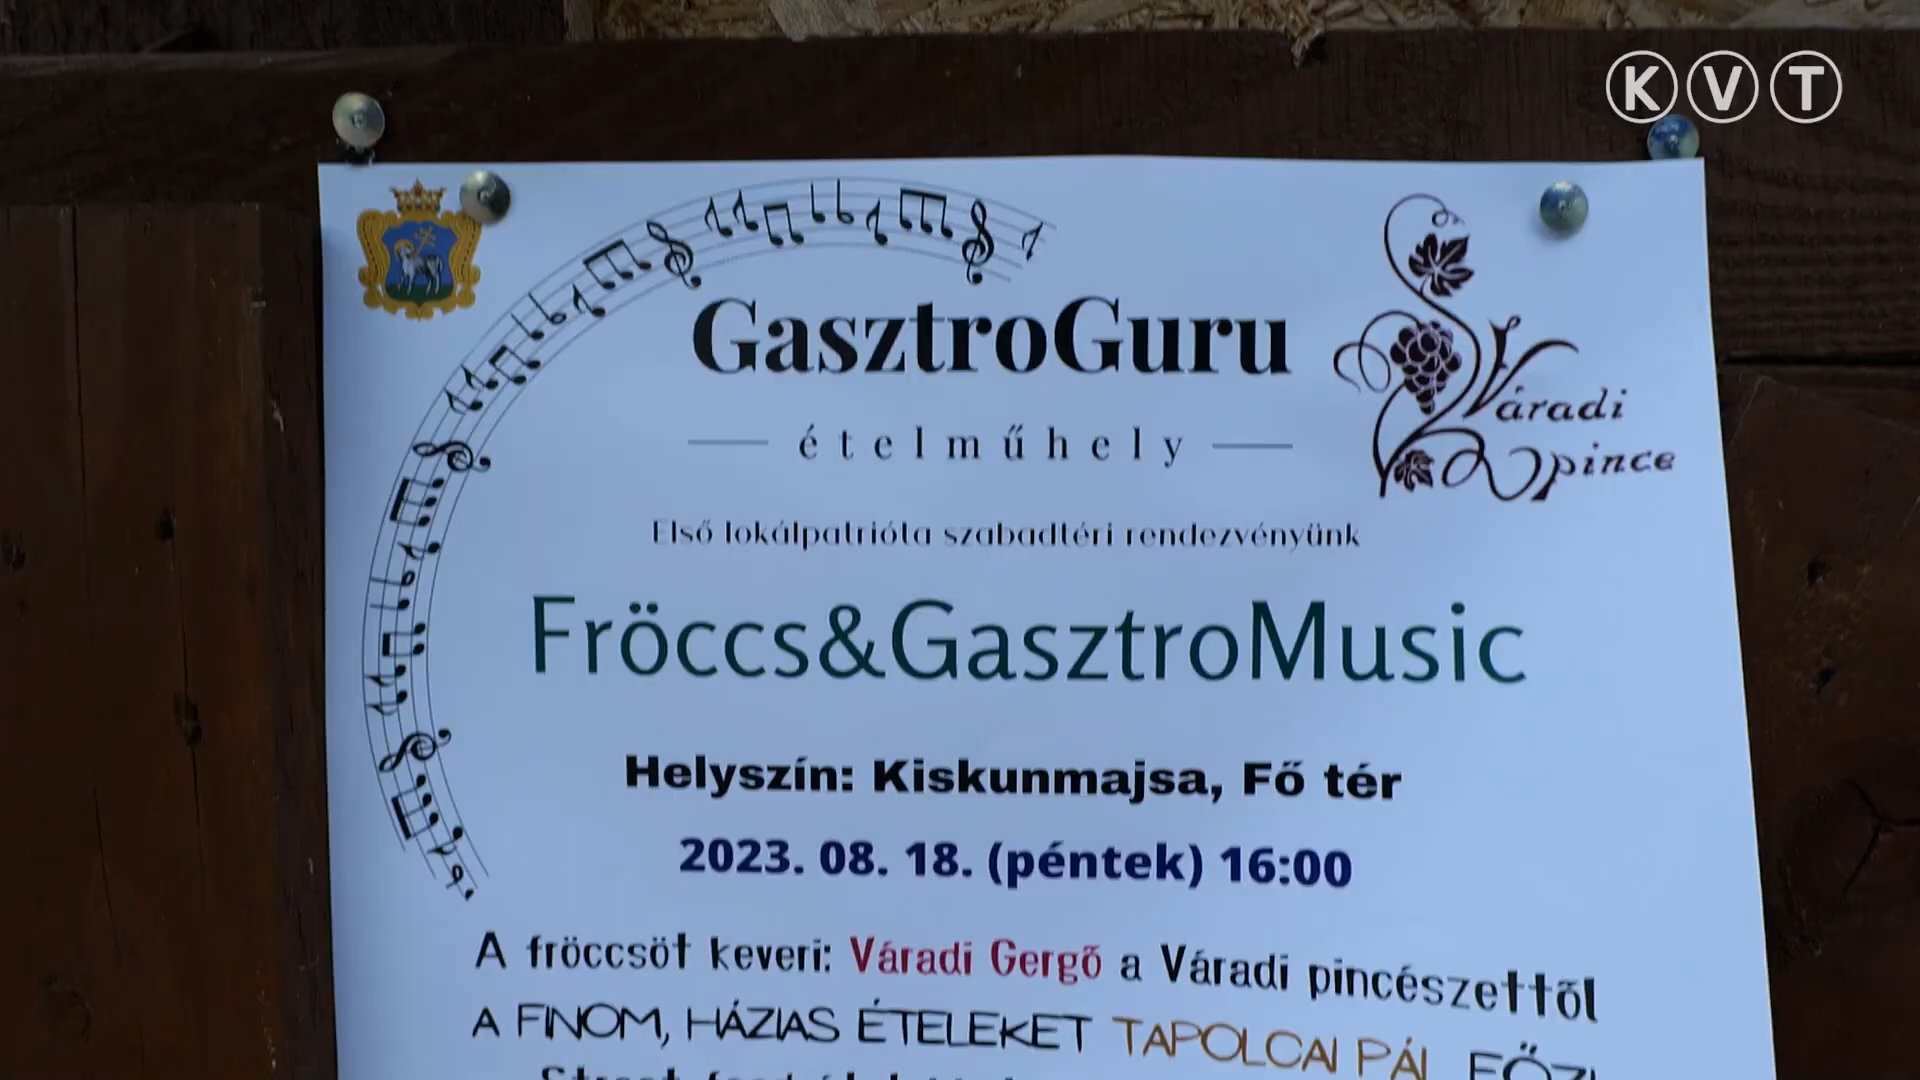 KVT
GasztroGuru
ételműhely
Váradi
pince
Első lokálpatrióta szabadtéri rendezvényünk
Fröccs&GasztroMusic
Helyszín: Kiskunmajsa, Fő tér
2023. 08. 18. (péntek) 16:00
A fröccsöt keveri: Váradi Gergő a Váradi pincészettől
A FINOM, HÁZIAS ÉTELEKET TAPOLCAI PÁL FŐZI